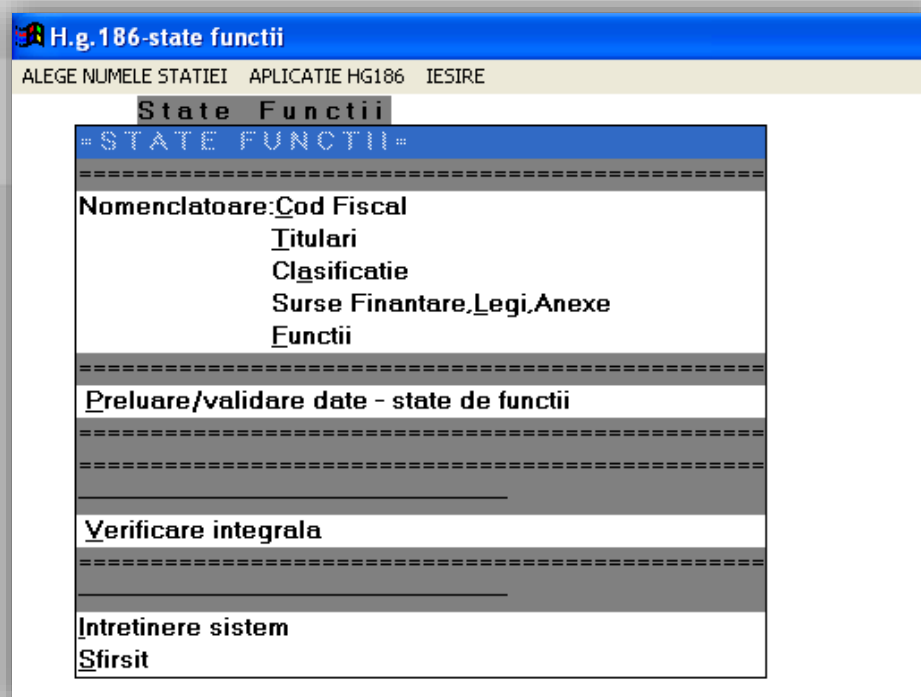 H.g.186-state functii
ALEGE NUMELE STATIEI APLICATIE HG186 IESIRE
State Functii
=STATE FUNCTII=
==================================================
Nomenclatoare:Cod Fiscal
Titulari
Clasificatie
Surse Finantare,Legi,Anexe
Functii
==================================================
Preluare/validare date - state de functii
==================================================
==================================================
Verificare integrala
==================================================
Intretinere sistem
Sfirsit